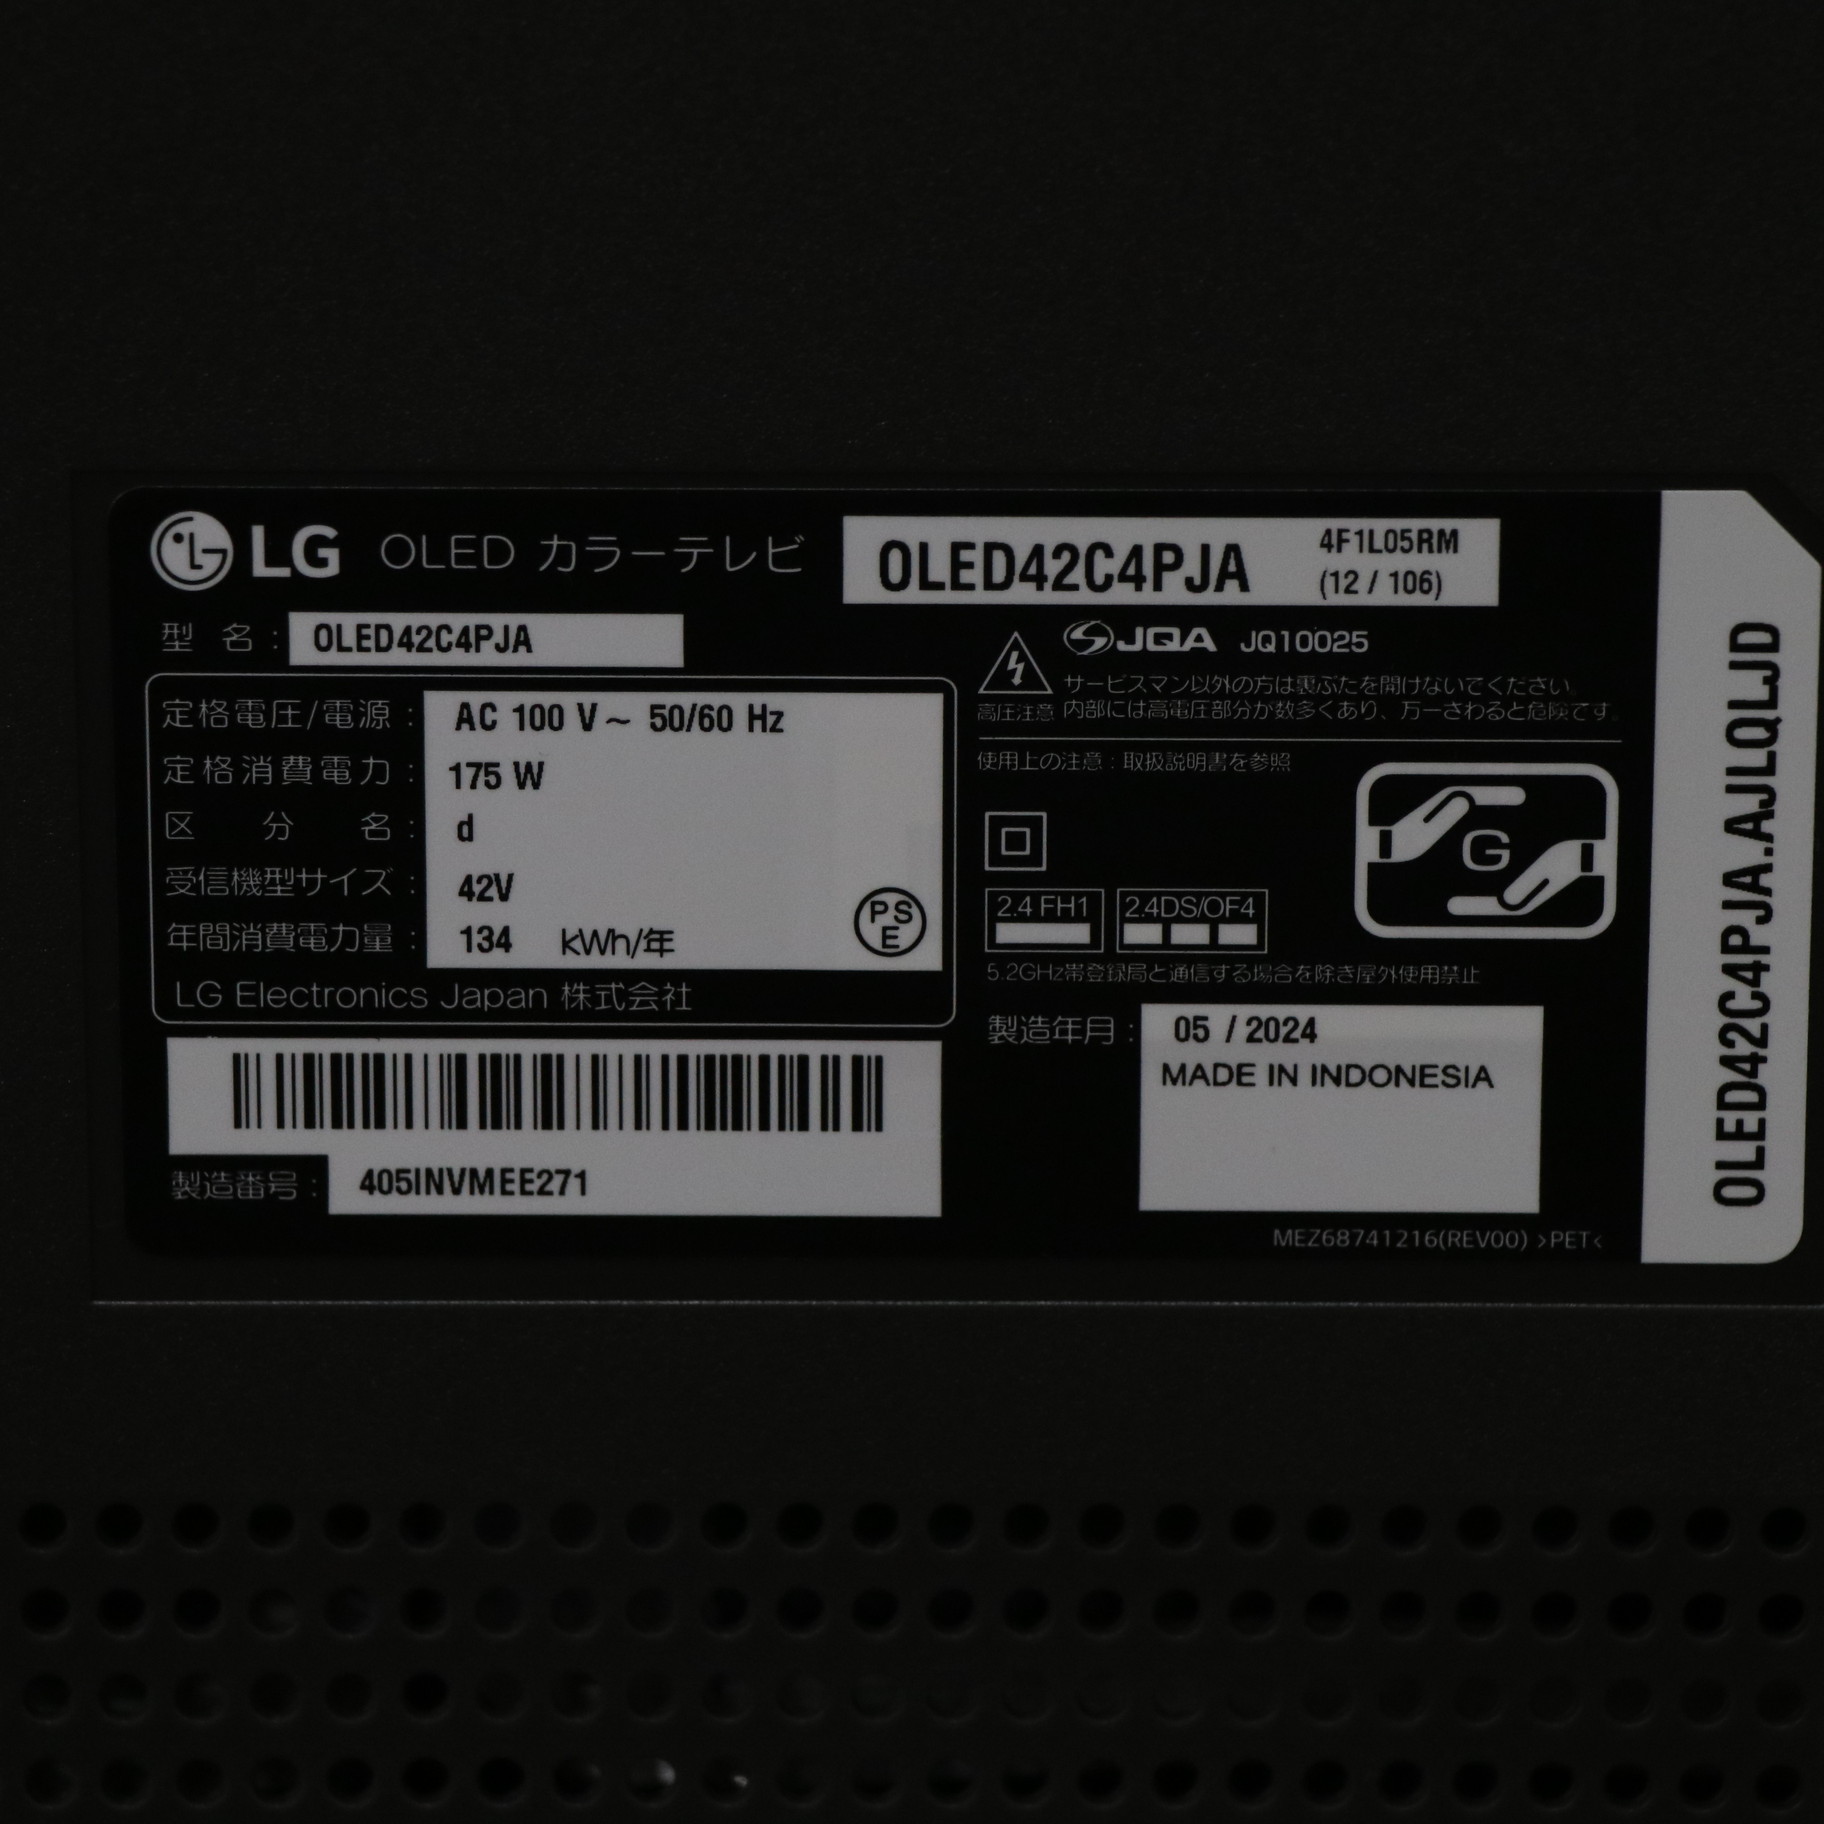 LG OLED カラーテレビ OLED42C4PJA 4F1L05RM
(12 / 106)
型 名 : OLED42C4PJA
定格電圧/電源 : AC 100 V ~ 50/60 Hz
定格消費電力 : 175 W
区 分 名 : d
受信機型サイズ : 42V
年間消費電力量 : 134 kWh/年
PS
E
LG Electronics Japan 株式会社
製造番号 : 405INVMEE271
JQA JQ10025
サービスマン以外の方は裏ぶたを開けないでください。
高圧注意 内部には高電圧部分が数多くあり、万一さわると危険です。
使用上の注意 : 取扱説明書を参照
G
2.4 FH1 2.4DS/OF4
5.2GHz帯登録局と通信する場合を除き屋外使用禁止
製造年月 : 05 / 2024
MADE IN INDONESIA
MEZ68741216(REV00) >PET<
OLED42C4PJA.AJLQLJD